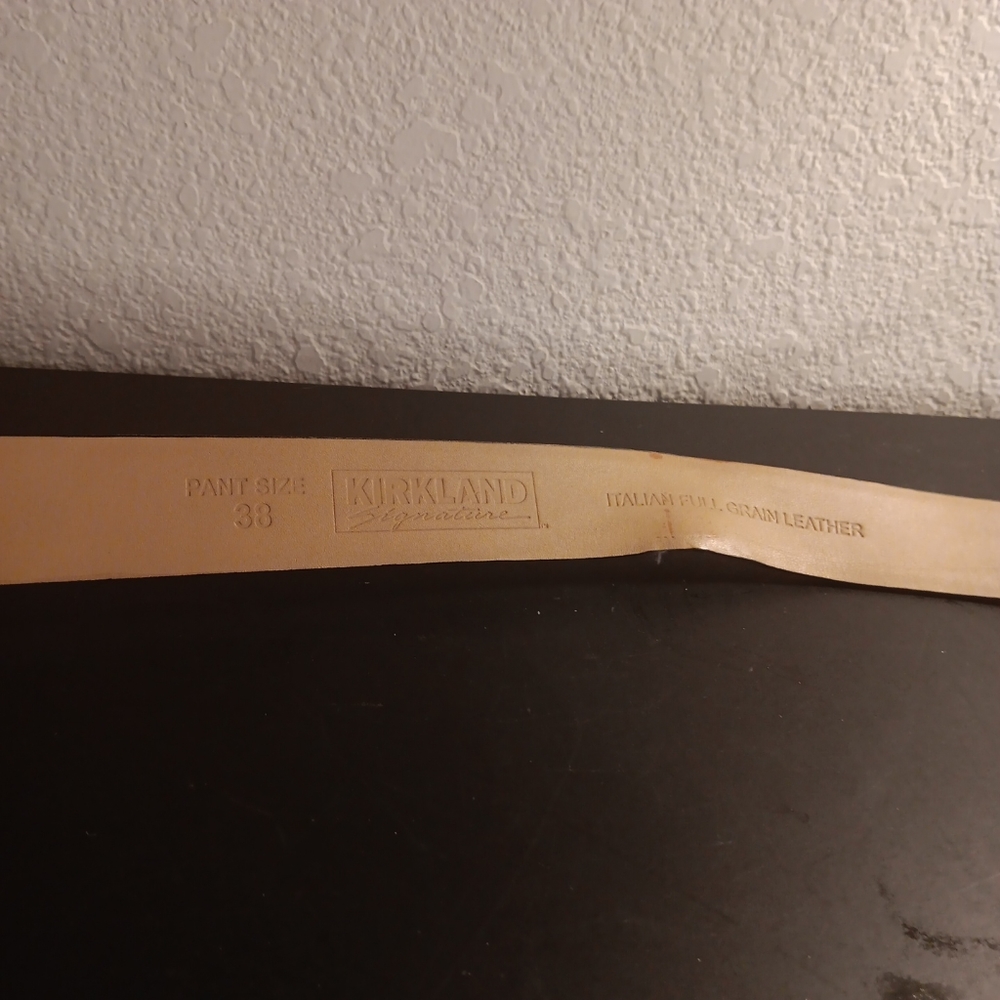 PANT SIZE
38
KIRKLAND
Signature
ITALIAN FULL GRAIN LEATHER